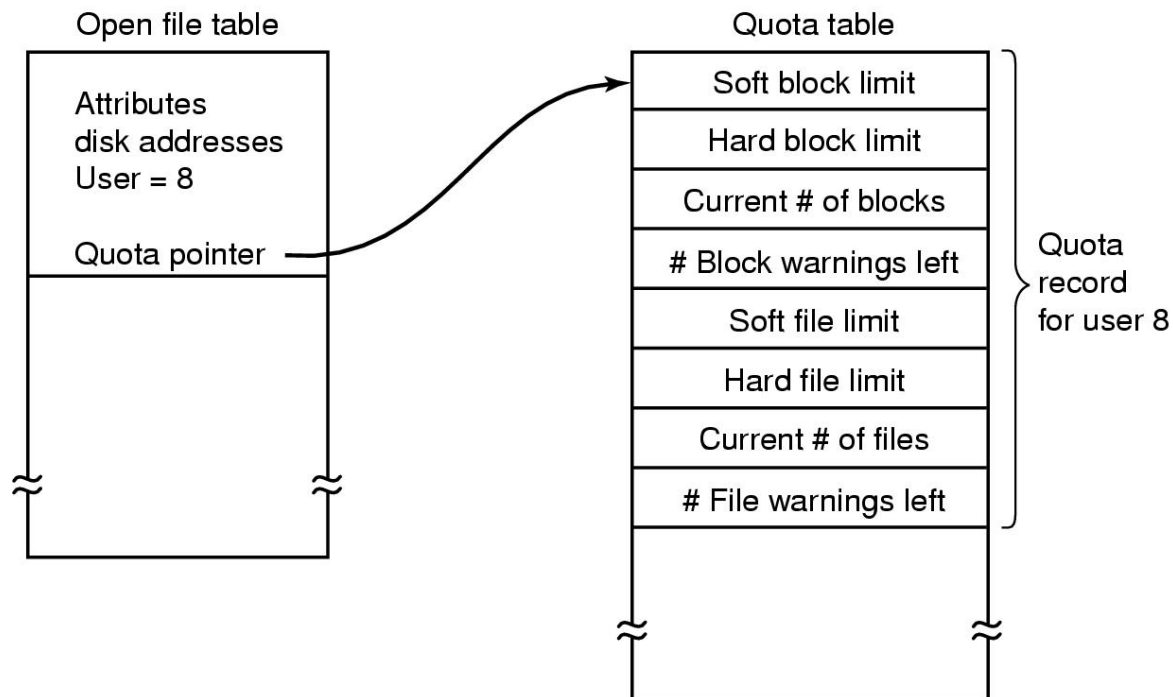 Open file table
Attributes
disk addresses
User = 8
Quota pointer
Quota table
Soft block limit
Hard block limit
Current # of blocks
# Block warnings left
Soft file limit
Hard file limit
Current # of files
# File warnings left
Quota
record
for user 8